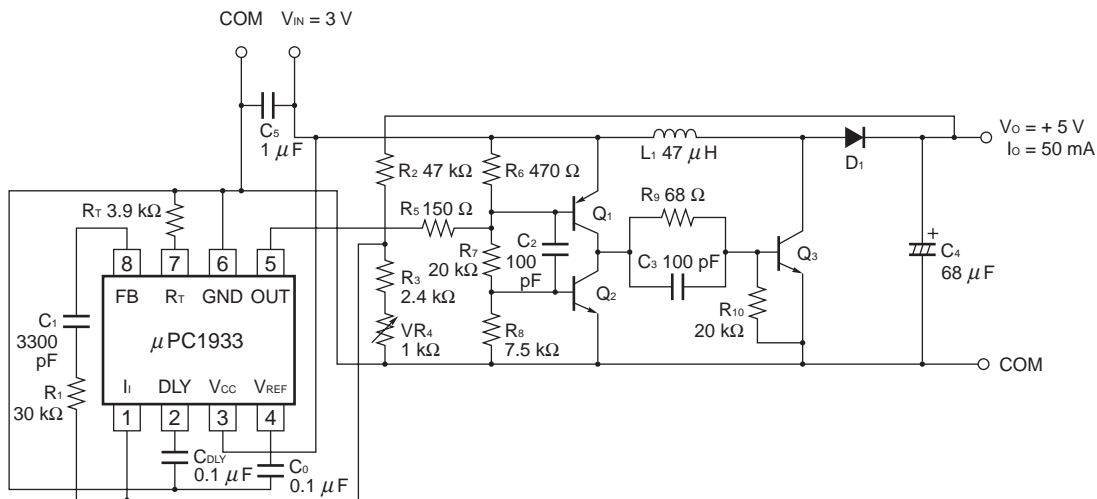 COM
VIN = 3 V
C5
1 μF
VO = + 5 V
IO = 50 mA
L1 47 μH
D1
R2 47 kΩ
R6 470 Ω
RT 3.9 kΩ
R5 150 Ω
Q1
R9 68 Ω
C2
100
pF
R7
20 kΩ
C3 100 pF
Q3
+
C4
68 μF
8
7
6
5
FB
RT
GND
OUT
R3
2.4 kΩ
Q2
R10
20 kΩ
C1
3300
pF
μPC1933
VR4
1 kΩ
R8
7.5 kΩ
COM
R1
30 kΩ
II
DLY
VCC
VREF
1
2
3
4
CDLY
0.1 μF
C0
0.1 μF